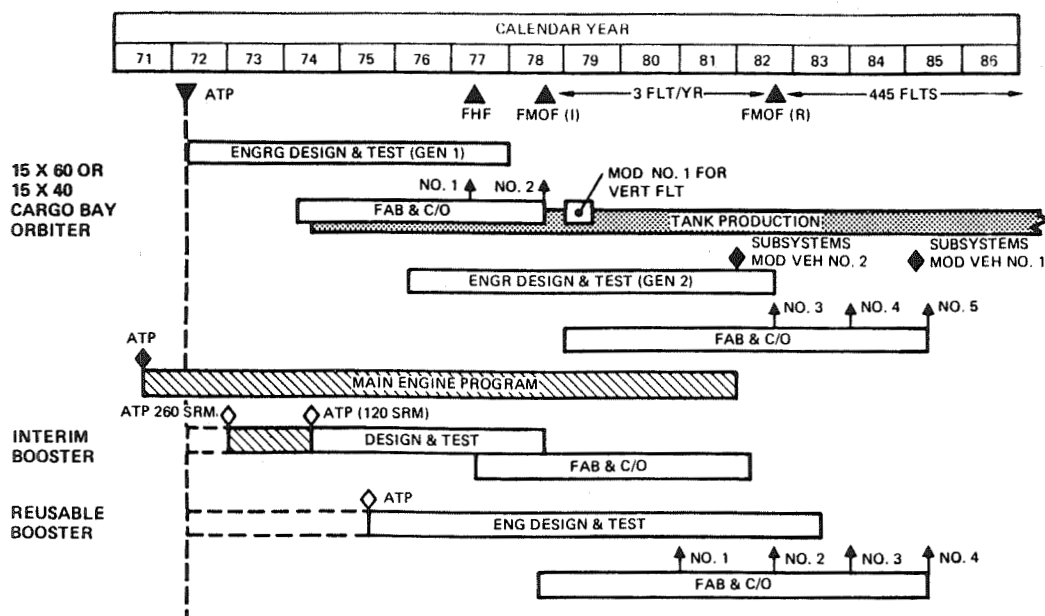 CALENDAR YEAR
71 72 73 74 75 76 77 78 79 80 81 82 83 84 85 86
ATP
FHF
FMOF (I)
3 FLT/YR
FMOF (R)
445 FLTS
15 X 60 OR
15 X 40
CARGO BAY
ORBITER
ENGRG DESIGN & TEST (GEN 1)
NO. 1
NO. 2
MOD NO. 1 FOR
VERT FLT
FAB & C/O
TANK PRODUCTION
SUBSYSTEMS
MOD VEH NO. 2
SUBSYSTEMS
MOD VEH NO. 1
ENGR DESIGN & TEST (GEN 2)
NO. 3
NO. 4
NO. 5
FAB & C/O
ATP
MAIN ENGINE PROGRAM
ATP 260 SRM
ATP (120 SRM)
INTERIM
BOOSTER
DESIGN & TEST
FAB & C/O
ATP
REUSABLE
BOOSTER
ENG DESIGN & TEST
NO. 1
NO. 2
NO. 3
NO. 4
FAB & C/O